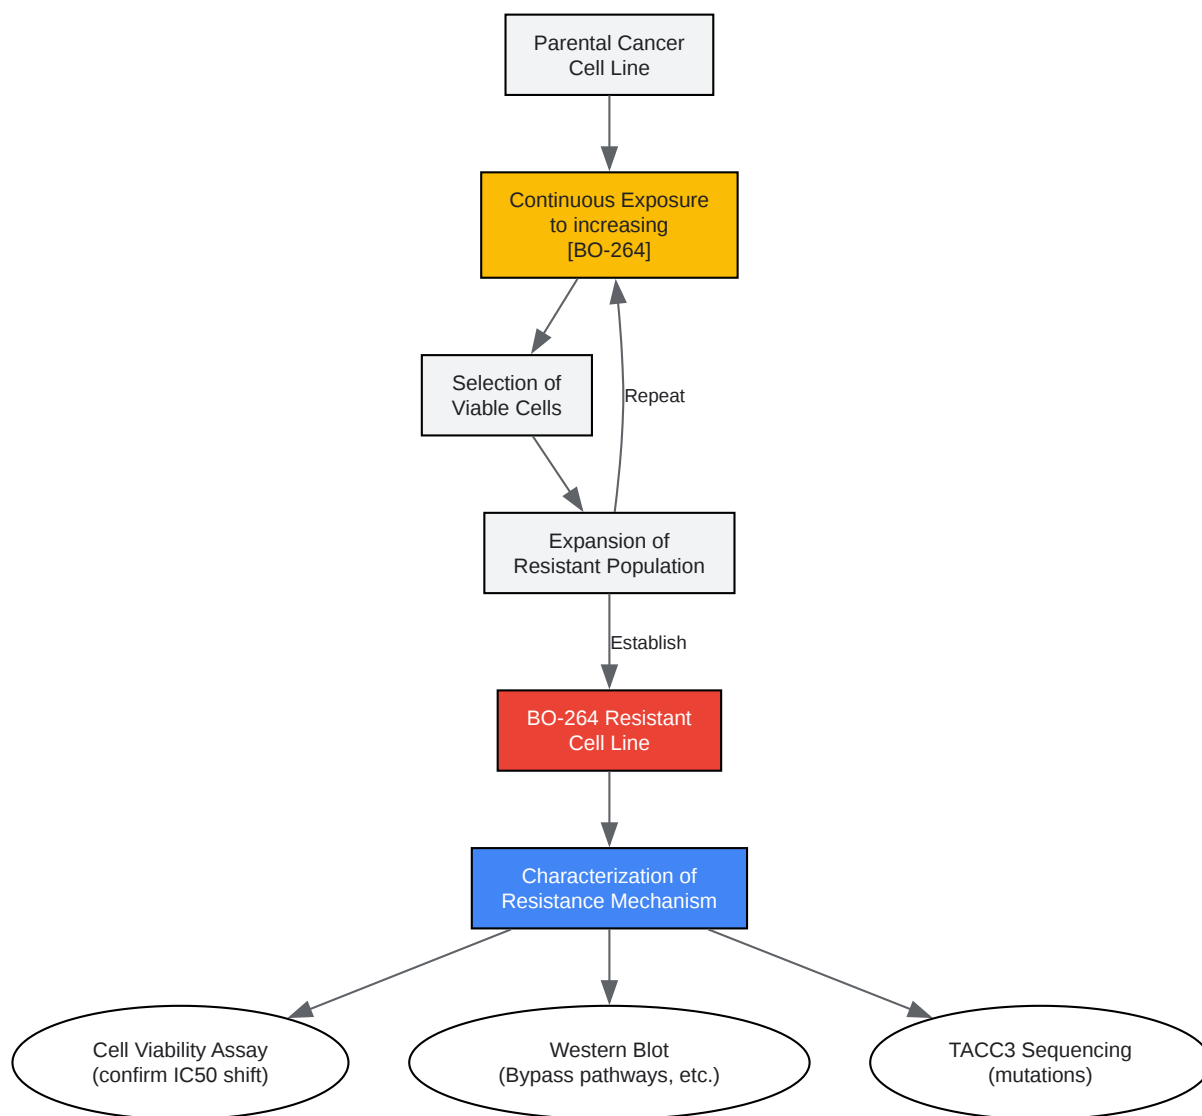 Parental Cancer
Cell Line
Continuous Exposure
to increasing
[BO-264]
Selection of
Viable Cells
Repeat
Expansion of
Resistant Population
Establish
BO-264 Resistant
Cell Line
Characterization of
Resistance Mechanism
Cell Viability Assay
(confirm IC50 shift)
Western Blot
(Bypass pathways, etc.)
TACC3 Sequencing
(mutations)